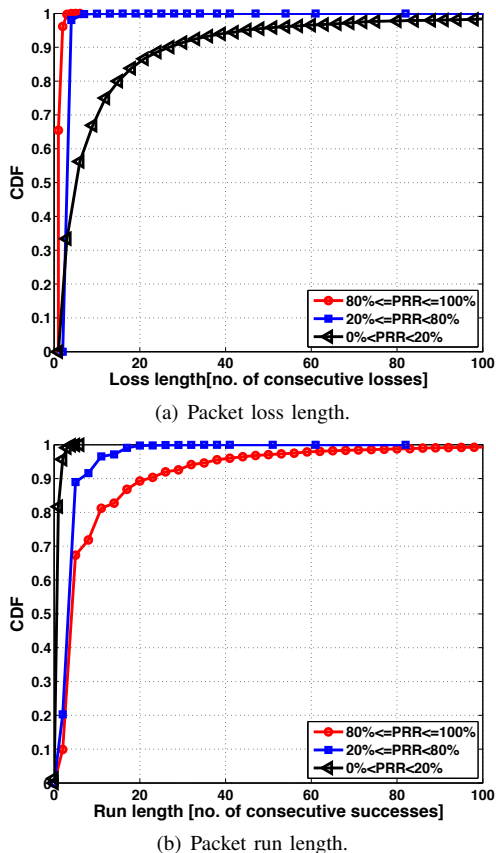 1
0.9
0.8
0.7
0.6
0.5
0.4
0.3
0.2
0.1
0
CDF
80%<=PRR<=100%
20%<=PRR<80%
0%<PRR<20%
0 20 40 60 80 100
Loss length[no. of consecutive losses]
(a) Packet loss length.
1
0.9
0.8
0.7
0.6
0.5
0.4
0.3
0.2
0.1
0
CDF
80%<=PRR<=100%
20%<=PRR<80%
0%<PRR<20%
0 20 40 60 80 100
Run length [no. of consecutive successes]
(b) Packet run length.